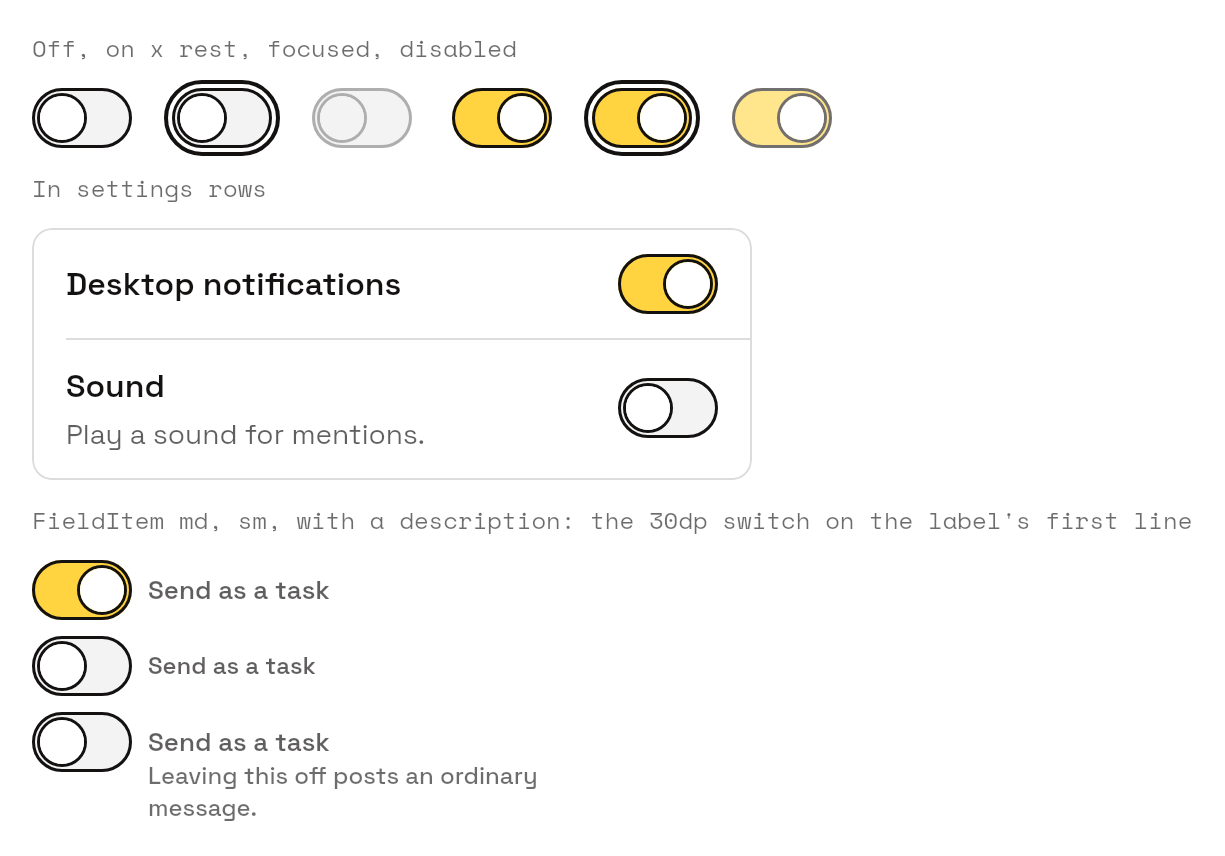 Off, on x rest, focused, disabled
In settings rows
Desktop notifications
Sound
Play a sound for mentions.
FieldItem md, sm, with a description: the 30dp switch on the label's first line
Send as a task
Send as a task
Send as a task
Leaving this off posts an ordinary
message.